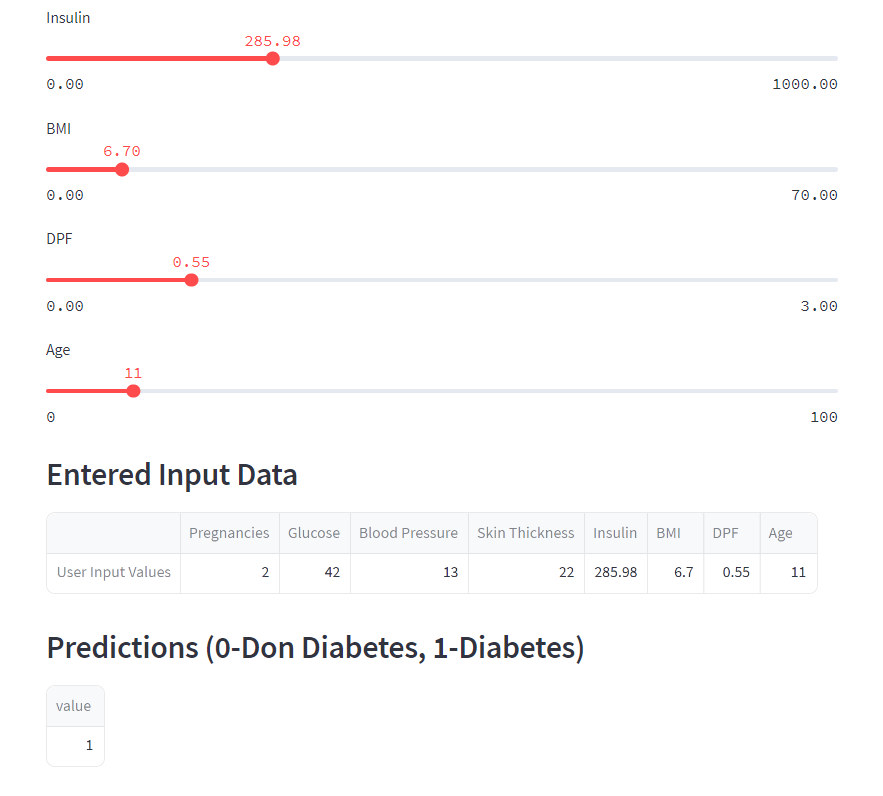 Insulin
285.98
0.00 1000.00
BMI
6.70
0.00 70.00
DPF
0.55
0.00 3.00
Age
11
0 100
Entered Input Data
Pregnancies Glucose Blood Pressure Skin Thickness Insulin BMI DPF Age
User Input Values 2 42 13 22 285.98 6.7 0.55 11
Predictions (0-Don Diabetes, 1-Diabetes)
value
1